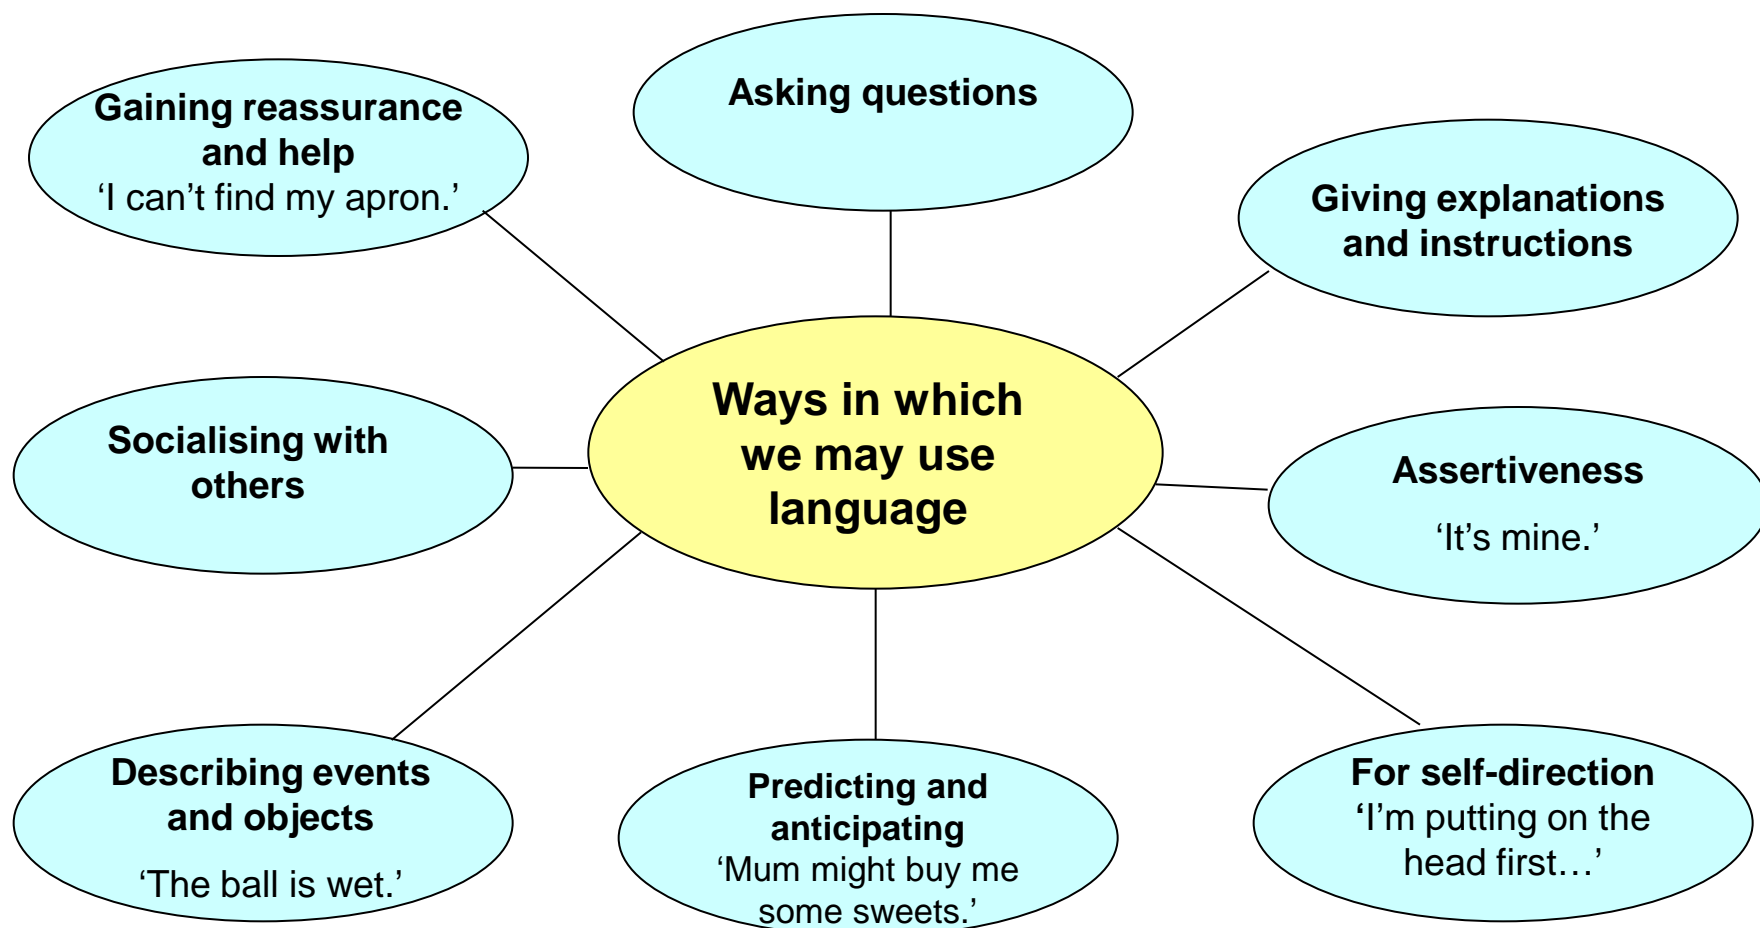 Gaining reassurance
and help
‘I can’t find my apron.’
Asking questions
Giving explanations
and instructions
Socialising with
others
Ways in which
we may use
language
Assertiveness
‘It’s mine.’
Describing events
and objects
‘The ball is wet.’
Predicting and
anticipating
‘Mum might buy me
some sweets.’
For self-direction
‘I’m putting on the
head first…’